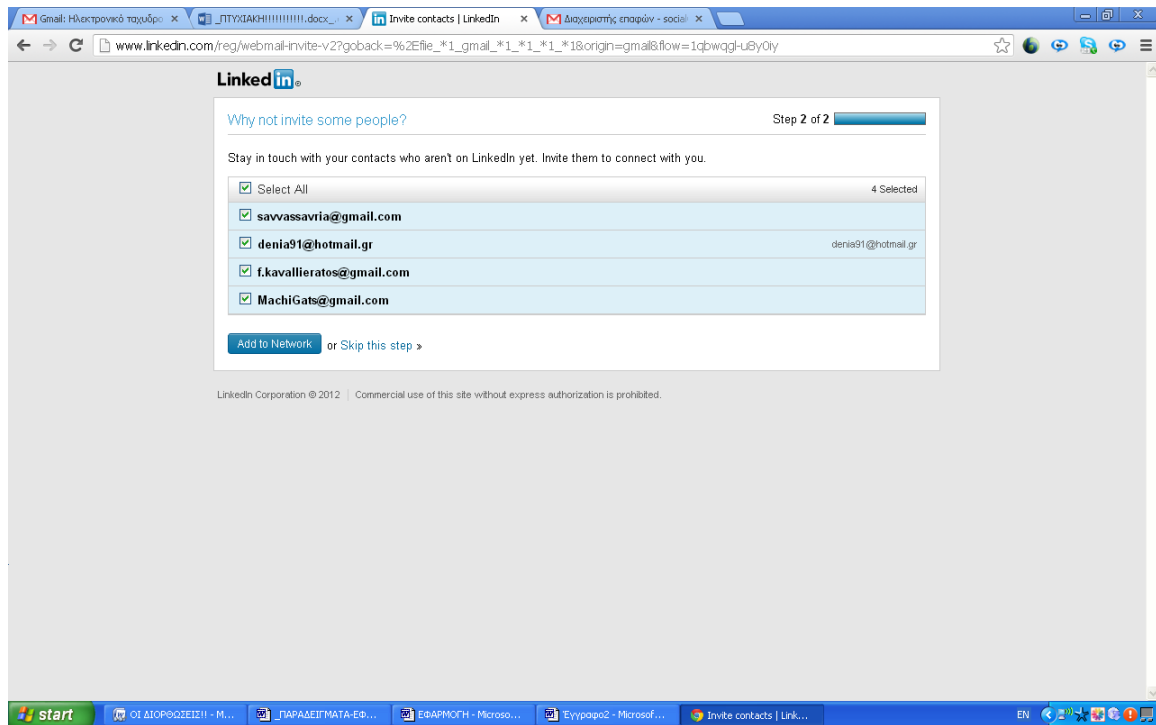 Gmail: Ηλεκτρονικό ταχυδρο
_ΠΤΥΧΙΑΚΗ!!!!!!!!!!!.docx_
Invite contacts | LinkedIn
Διαχειριστής επαφών - social
www.linkedin.com/reg/webmail-invite-v2?goback=%2Eflie_*1_gmail_*1_*1_*1_*1&origin=gmail&flow=1qbwqgl-u8y0iy
Linked in®
Why not invite some people?
Step 2 of 2
Stay in touch with your contacts who aren't on LinkedIn yet. Invite them to connect with you.
Select All
4 Selected
savvassavria@gmail.com
denia91@hotmail.gr
denia91@hotmail.gr
f.kavallieratos@gmail.com
MachiGats@gmail.com
Add to Network or Skip this step »
LinkedIn Corporation © 2012 | Commercial use of this site without express authorization is prohibited.
start
ΟΙ ΔΙΟΡΘΩΣΕΙΣ!! - M...
_ΠΑΡΑΔΕΙΓΜΑΤΑ-ΕΦ...
ΕΦΑΡΜΟΓΗ - Microso...
Έγγραφο2 - Microsof...
Invite contacts | Link...
EN